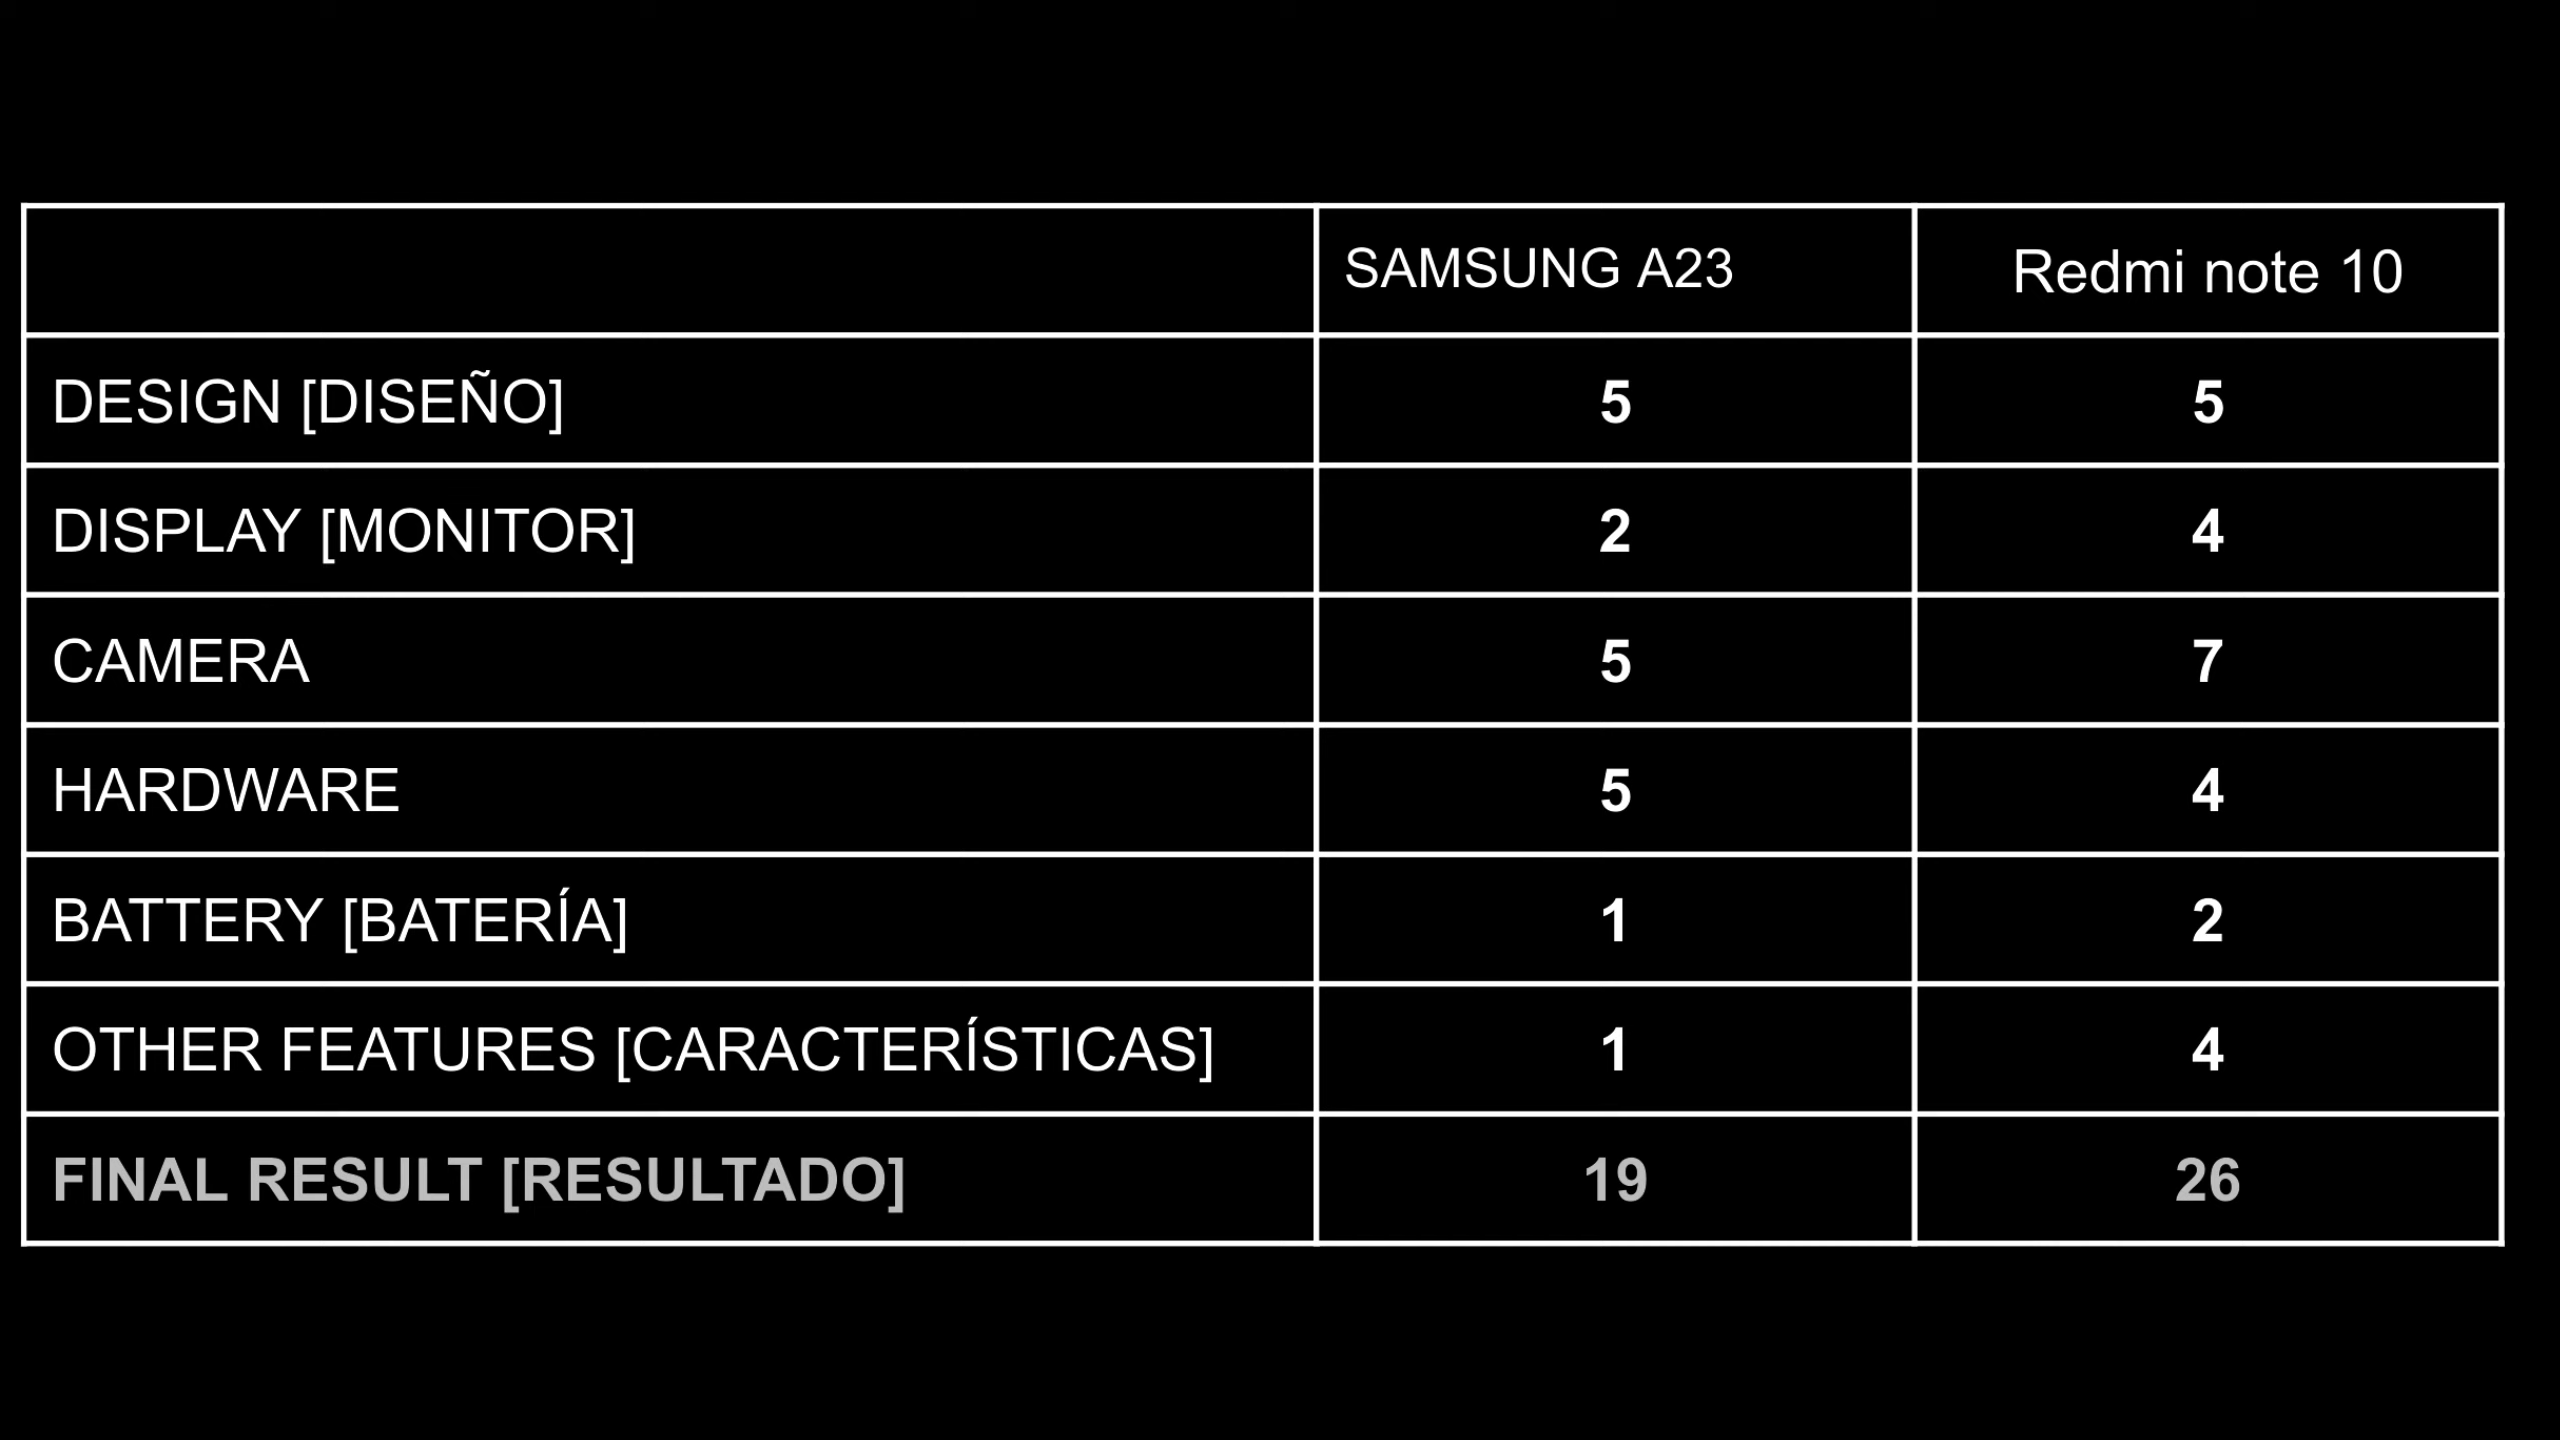 SAMSUNG A23 Redmi note 10
DESIGN [DISEÑO] 5 5
DISPLAY [MONITOR] 2 4
CAMERA 5 7
HARDWARE 5 4
BATTERY [BATERÍA] 1 2
OTHER FEATURES [CARACTERÍSTICAS] 1 4
FINAL RESULT [RESULTADO] 19 26